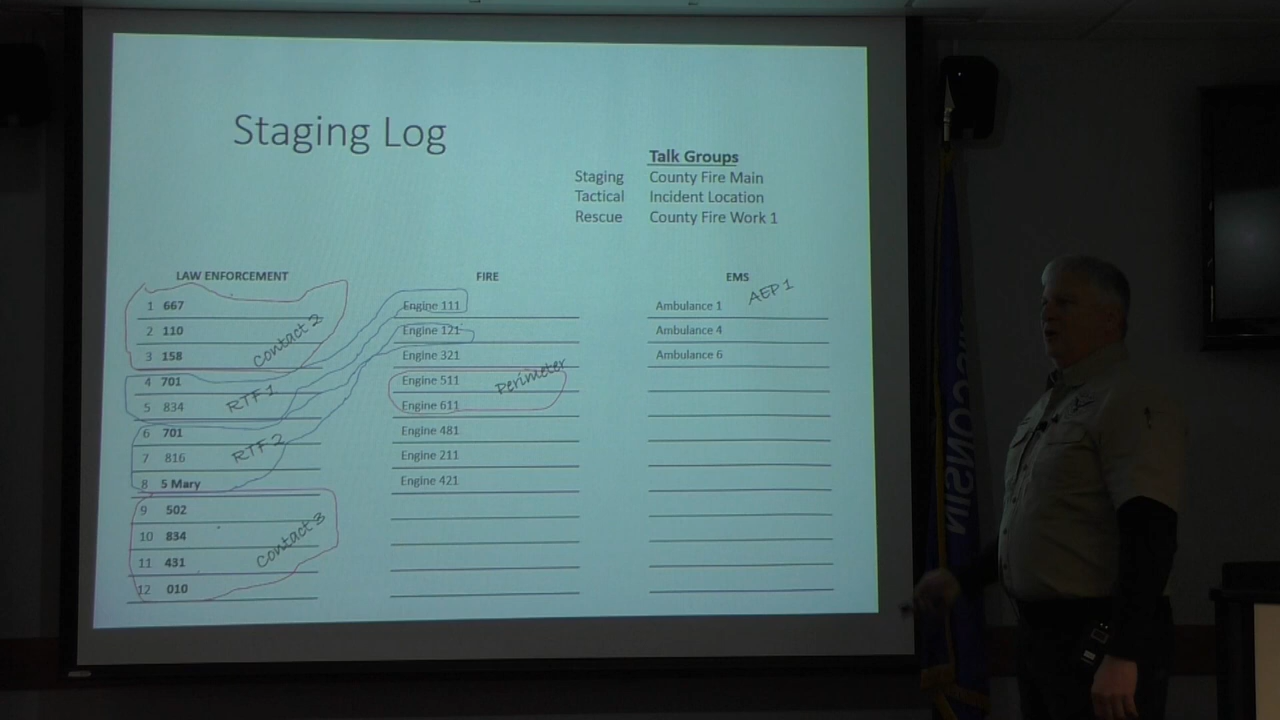 Staging Log
Talk Groups
Staging County Fire Main
Tactical Incident Location
Rescue County Fire Work 1
LAW ENFORCEMENT
1 667
2 110
3 158
contact 2
4 701
5 834
RTF 1
6 701
7 816
8 5 Mary
RTF 2
9 502
10 834
11 431
12 010
contact 3
FIRE
Engine 111
Engine 121
Engine 321
Engine 511
Engine 611
Perimeter
Engine 481
Engine 211
Engine 421
EMS
Ambulance 1 AEP 1
Ambulance 4
Ambulance 6
WISCONSIN